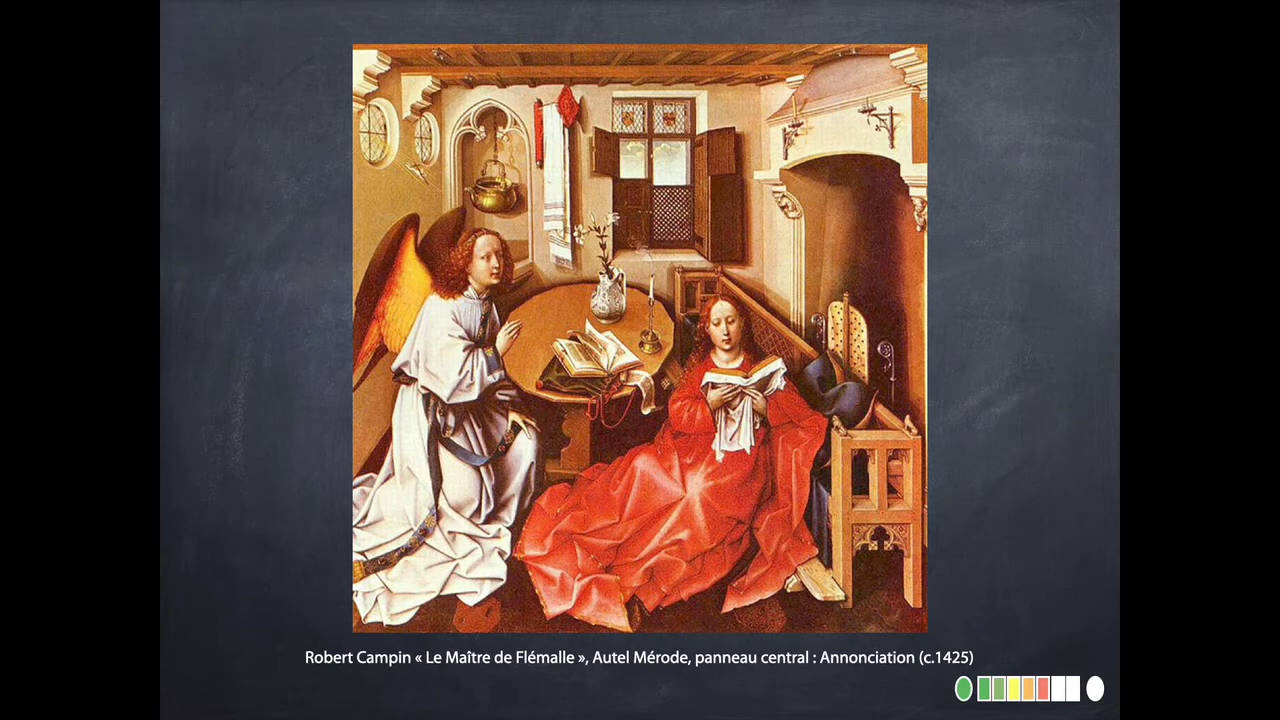 Robert Campin « Le Maître de Flémalle », Autel Mérode, panneau central : Annonciation (c.1425)